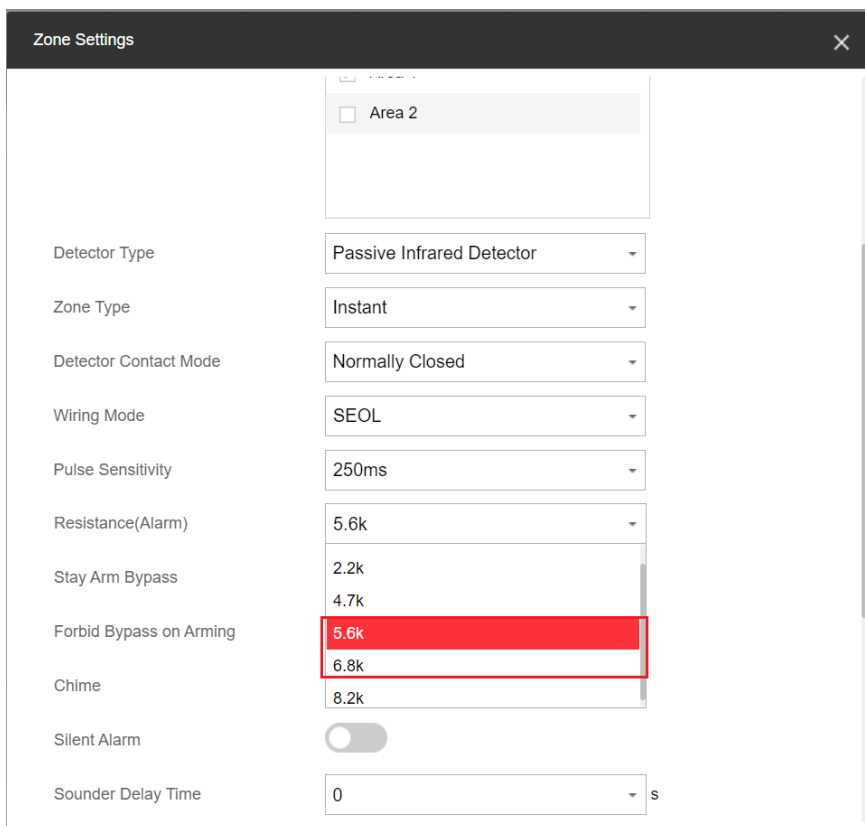 Zone Settings
Area 2
Detector Type
Passive Infrared Detector
Zone Type
Instant
Detector Contact Mode
Normally Closed
Wiring Mode
SEOL
Pulse Sensitivity
250ms
Resistance(Alarm)
5.6k
2.2k
Stay Arm Bypass
4.7k
Forbid Bypass on Arming
5.6k
6.8k
Chime
8.2k
Silent Alarm
Sounder Delay Time
0
s